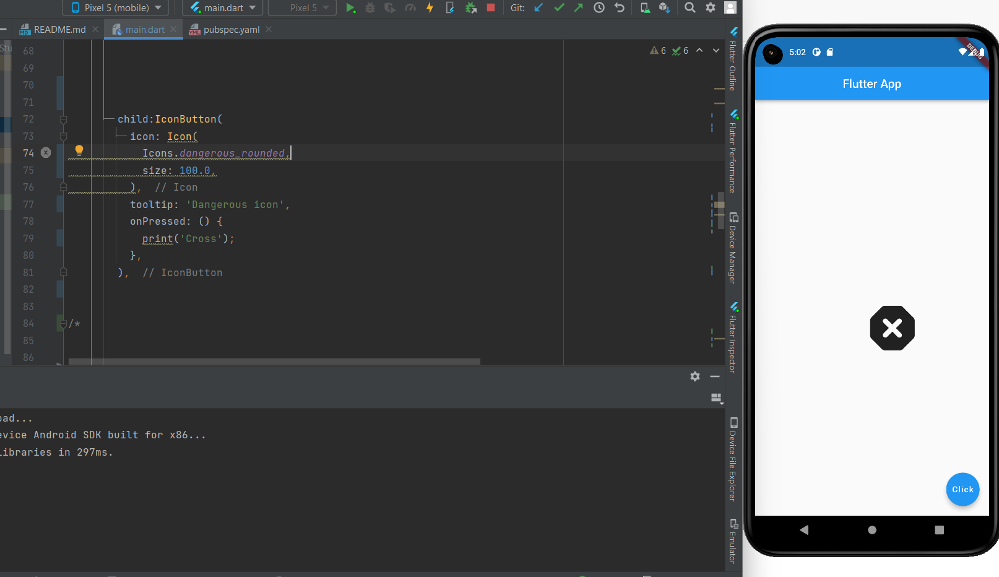 Pixel 5 (mobile)
main.dart
Pixel 5
Git:
README.md
main.dart
pubspec.yaml
Stu
6
6
68
69
70
71
72 child:IconButton(
73 icon: Icon(
74 Icons.dangerous_rounded,
75 size: 100.0,
76 ), // Icon
77 tooltip: 'Dangerous icon',
78 onPressed: () {
79 print('Cross');
80 },
81 ), // IconButton
82
83
84 /*
85
86
oad...
evice Android SDK built for x86...
libraries in 297ms.
Flutter Outline
Flutter Performance
Device Manager
Flutter Inspector
Device File Explorer
Emulator
5:02
DEBUG
Flutter App
Click